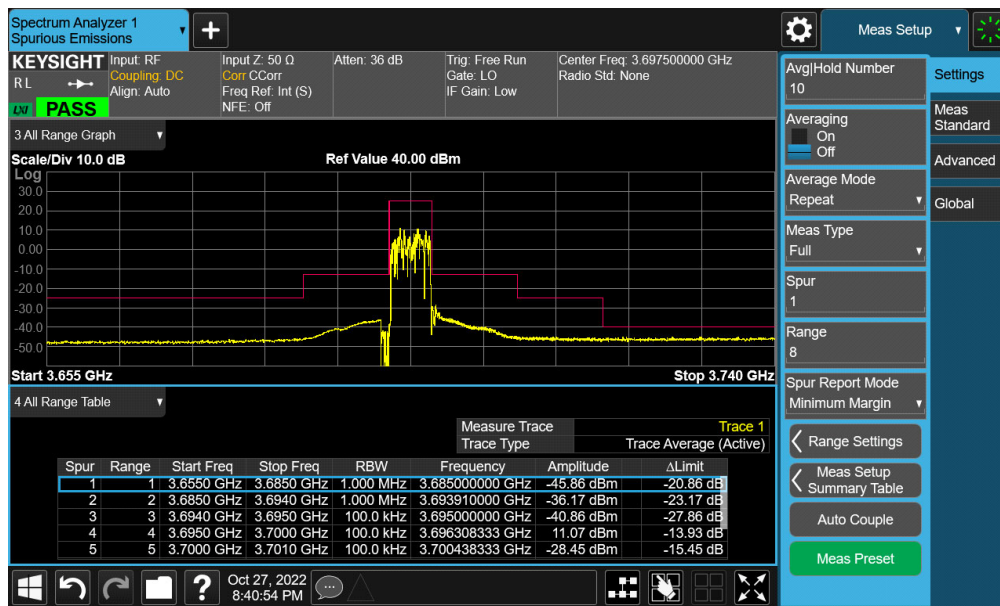 Spectrum Analyzer 1
Spurious Emissions
Meas Setup
KEYSIGHT
R L
LXI
PASS
Input: RF
Coupling: DC
Align: Auto
Input Z: 50 Ω
Corr CCorr
Freq Ref: Int (S)
NFE: Off
Atten: 36 dB
Trig: Free Run
Gate: LO
IF Gain: Low
Center Freq: 3.697500000 GHz
Radio Std: None
3 All Range Graph
Scale/Div 10.0 dB
Ref Value 40.00 dBm
Log
30.0
20.0
10.0
0.00
-10.0
-20.0
-30.0
-40.0
-50.0
Start 3.655 GHz
Stop 3.740 GHz
4 All Range Table
Measure Trace Trace 1
Trace Type Trace Average (Active)
Spur Range Start Freq Stop Freq RBW Frequency Amplitude ΔLimit
1 1 3.6550 GHz 3.6850 GHz 1.000 MHz 3.685000000 GHz -45.86 dBm -20.86 dB
2 2 3.6850 GHz 3.6940 GHz 1.000 MHz 3.693910000 GHz -36.17 dBm -23.17 dB
3 3 3.6940 GHz 3.6950 GHz 100.0 kHz 3.695000000 GHz -40.86 dBm -27.86 dB
4 4 3.6950 GHz 3.7000 GHz 100.0 kHz 3.696308333 GHz 11.07 dBm -13.93 dB
5 5 3.7000 GHz 3.7010 GHz 100.0 kHz 3.700438333 GHz -28.45 dBm -15.45 dB
Avg|Hold Number
10
Averaging
On
Off
Average Mode
Repeat
Meas Type
Full
Spur
1
Range
8
Spur Report Mode
Minimum Margin
Range Settings
Meas Setup
Summary Table
Auto Couple
Meas Preset
Settings
Meas
Standard
Advanced
Global
?
Oct 27, 2022
8:40:54 PM